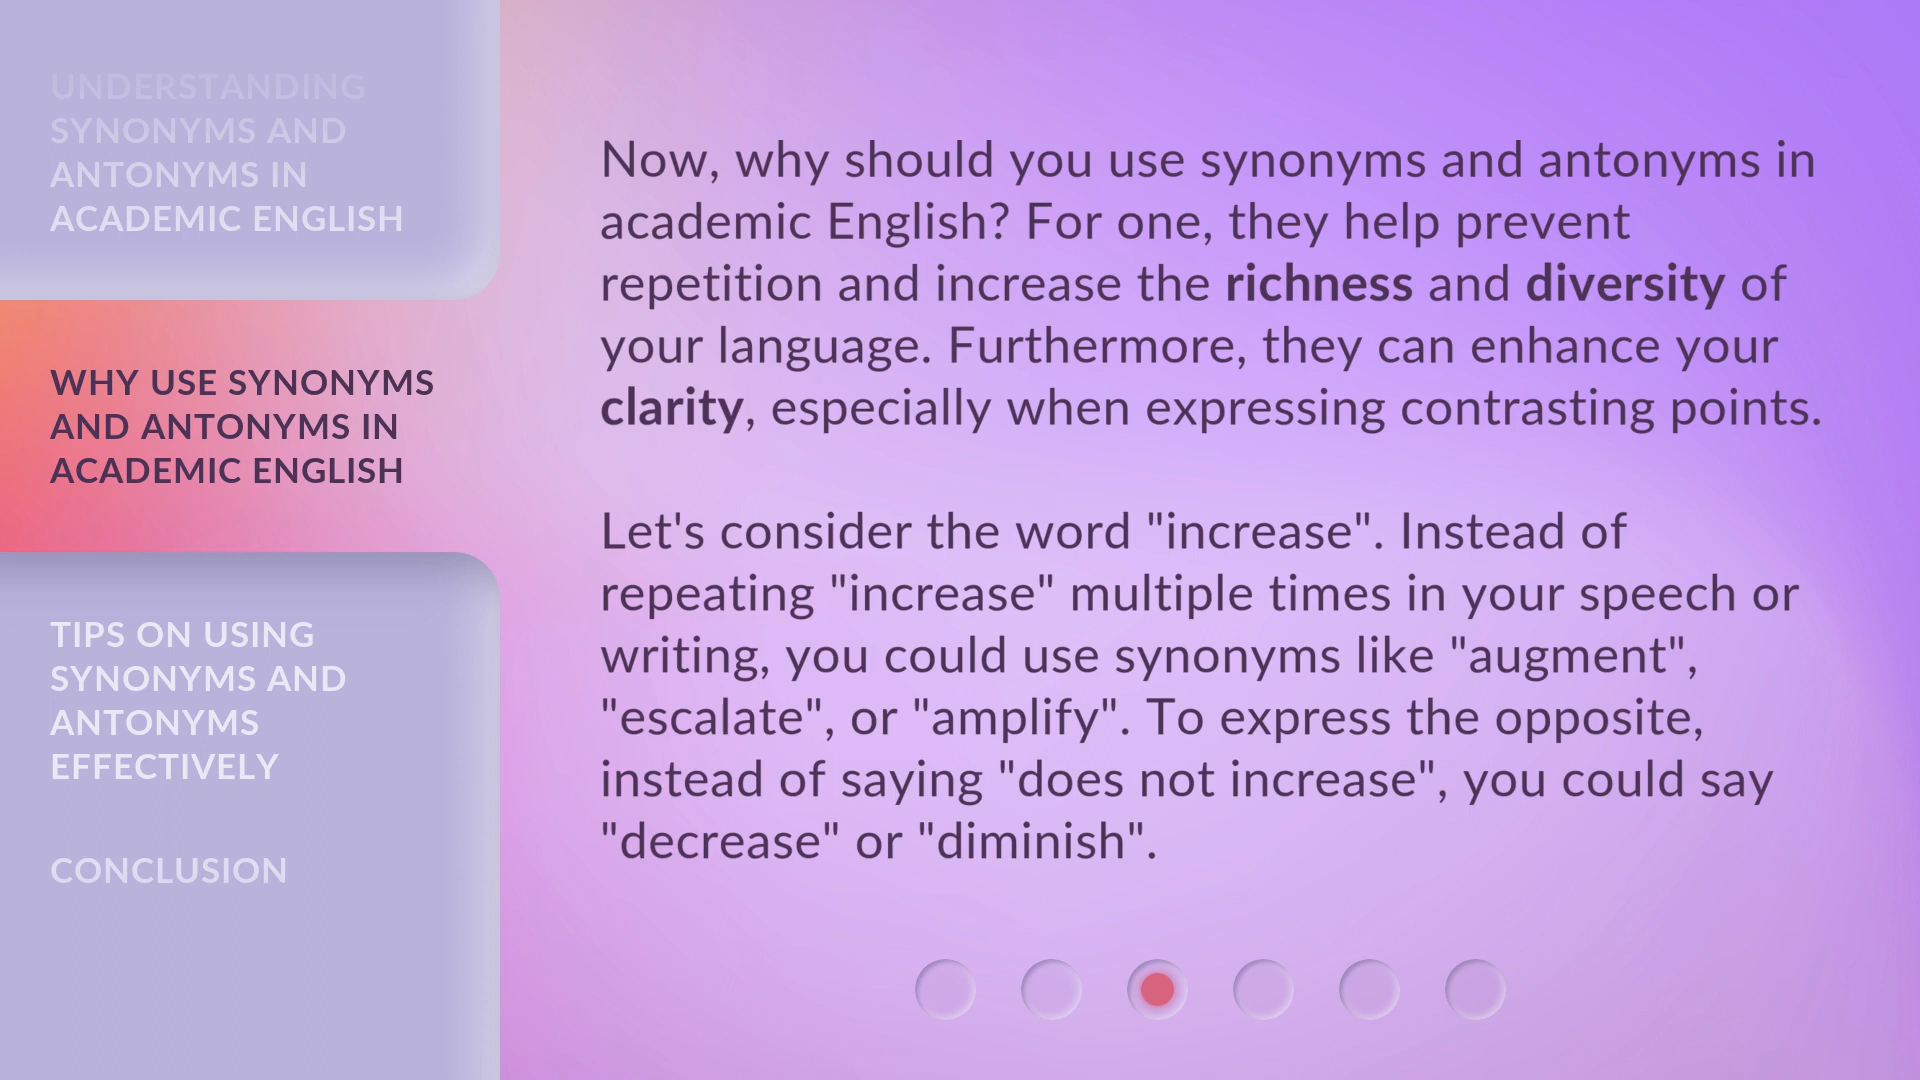 UNDERSTANDING
SYNONYMS AND
ANTONYMS IN
ACADEMIC ENGLISH
WHY USE SYNONYMS
AND ANTONYMS IN
ACADEMIC ENGLISH
TIPS ON USING
SYNONYMS AND
ANTONYMS
EFFECTIVELY
CONCLUSION
Now, why should you use synonyms and antonyms in
academic English? For one, they help prevent
repetition and increase the richness and diversity of
your language. Furthermore, they can enhance your
clarity, especially when expressing contrasting points.
Let's consider the word "increase". Instead of
repeating "increase" multiple times in your speech or
writing, you could use synonyms like "augment",
"escalate", or "amplify". To express the opposite,
instead of saying "does not increase", you could say
"decrease" or "diminish".